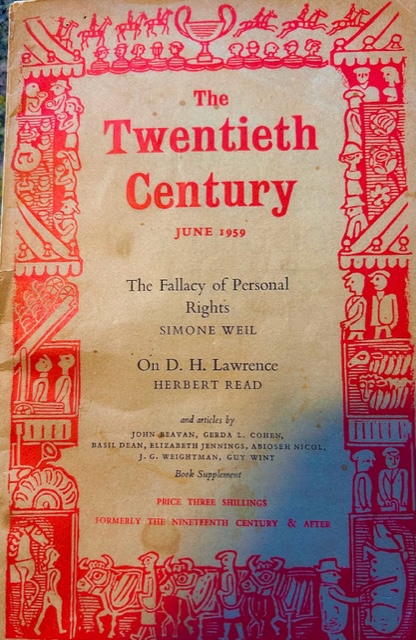 The
Twentieth
Century
JUNE 1959
The Fallacy of Personal
Rights
SIMONE WEIL
On D. H. Lawrence
HERBERT READ
and articles by
JOHN BEAVAN, GERDA L. COHEN,
BASIL DEAN, ELIZABETH JENNINGS, ABIOSEH NICOL,
J. G. WEIGHTMAN, GUY WINT
Book Supplement
PRICE THREE SHILLINGS
FORMERLY THE NINETEENTH CENTURY & AFTER